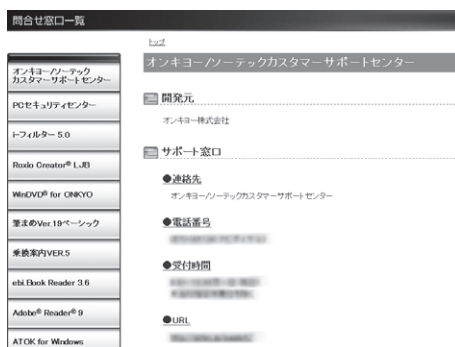 問合せ窓口一覧
トップ
オンキヨー/ソーテック
カスタマーサポートセンター
PCセキュリティセンター
i-フィルター 5.0
Roxio Creator® LJB
WinDVD® for ONKYO
筆まめVer.19ベーシック
乗換案内VER.5
ebi.Book Reader 3.6
Adobe® Reader® 9
ATOK for Windows
オンキヨー/ソーテックカスタマーサポートセンター
開発元
オンキヨー株式会社
サポート窓口
●連絡先
オンキヨー/ソーテックカスタマーサポートセンター
●電話番号
●受付時間
●URL